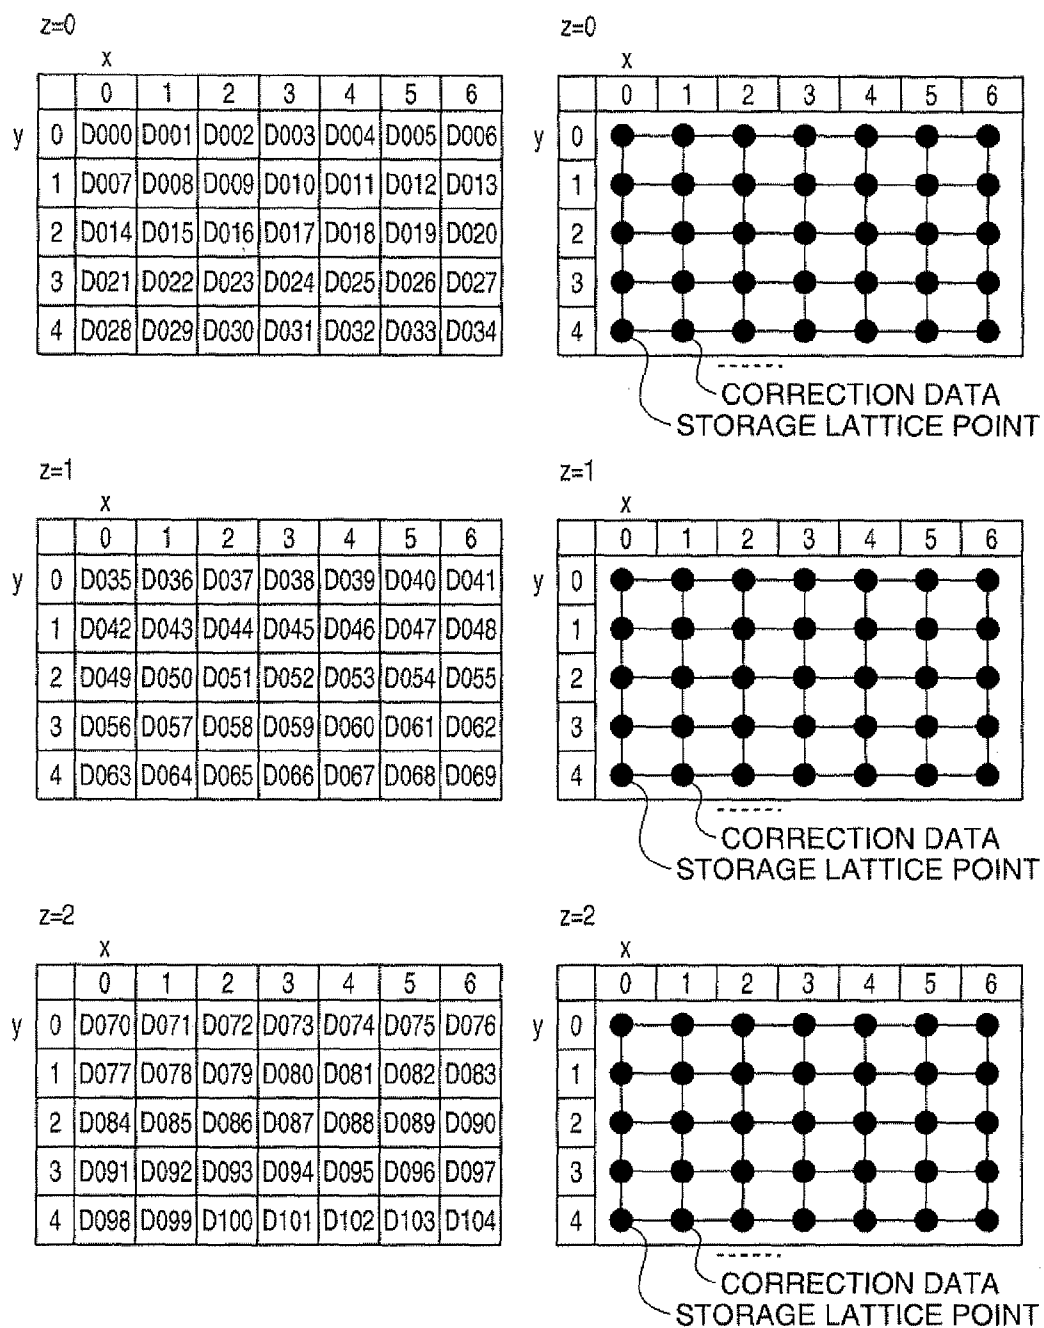 z=0
x
0 1 2 3 4 5 6
y 0 D000 D001 D002 D003 D004 D005 D006
1 D007 D008 D009 D010 D011 D012 D013
2 D014 D015 D016 D017 D018 D019 D020
3 D021 D022 D023 D024 D025 D026 D027
4 D028 D029 D030 D031 D032 D033 D034
z=0
x
0 1 2 3 4 5 6
y 0
1
2
3
4
CORRECTION DATA
STORAGE LATTICE POINT
z=1
x
0 1 2 3 4 5 6
y 0 D035 D036 D037 D038 D039 D040 D041
1 D042 D043 D044 D045 D046 D047 D048
2 D049 D050 D051 D052 D053 D054 D055
3 D056 D057 D058 D059 D060 D061 D062
4 D063 D064 D065 D066 D067 D068 D069
z=1
x
0 1 2 3 4 5 6
y 0
1
2
3
4
CORRECTION DATA
STORAGE LATTICE POINT
z=2
x
0 1 2 3 4 5 6
y 0 D070 D071 D072 D073 D074 D075 D076
1 D077 D078 D079 D080 D081 D082 D083
2 D084 D085 D086 D087 D088 D089 D090
3 D091 D092 D093 D094 D095 D096 D097
4 D098 D099 D100 D101 D102 D103 D104
z=2
x
0 1 2 3 4 5 6
y 0
1
2
3
4
CORRECTION DATA
STORAGE LATTICE POINT